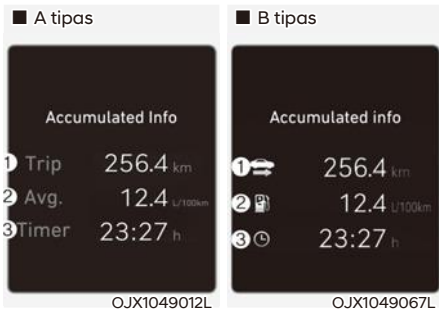 ■ A tipas
Accumulated Info
1 Trip 256.4 km
2 Avg. 12.4 L/100km
3 Timer 23:27 h
OJX1049012L
■ B tipas
Accumulated info
1 256.4 km
2 12.4 L/100km
3 23:27 h
OJX1049067L